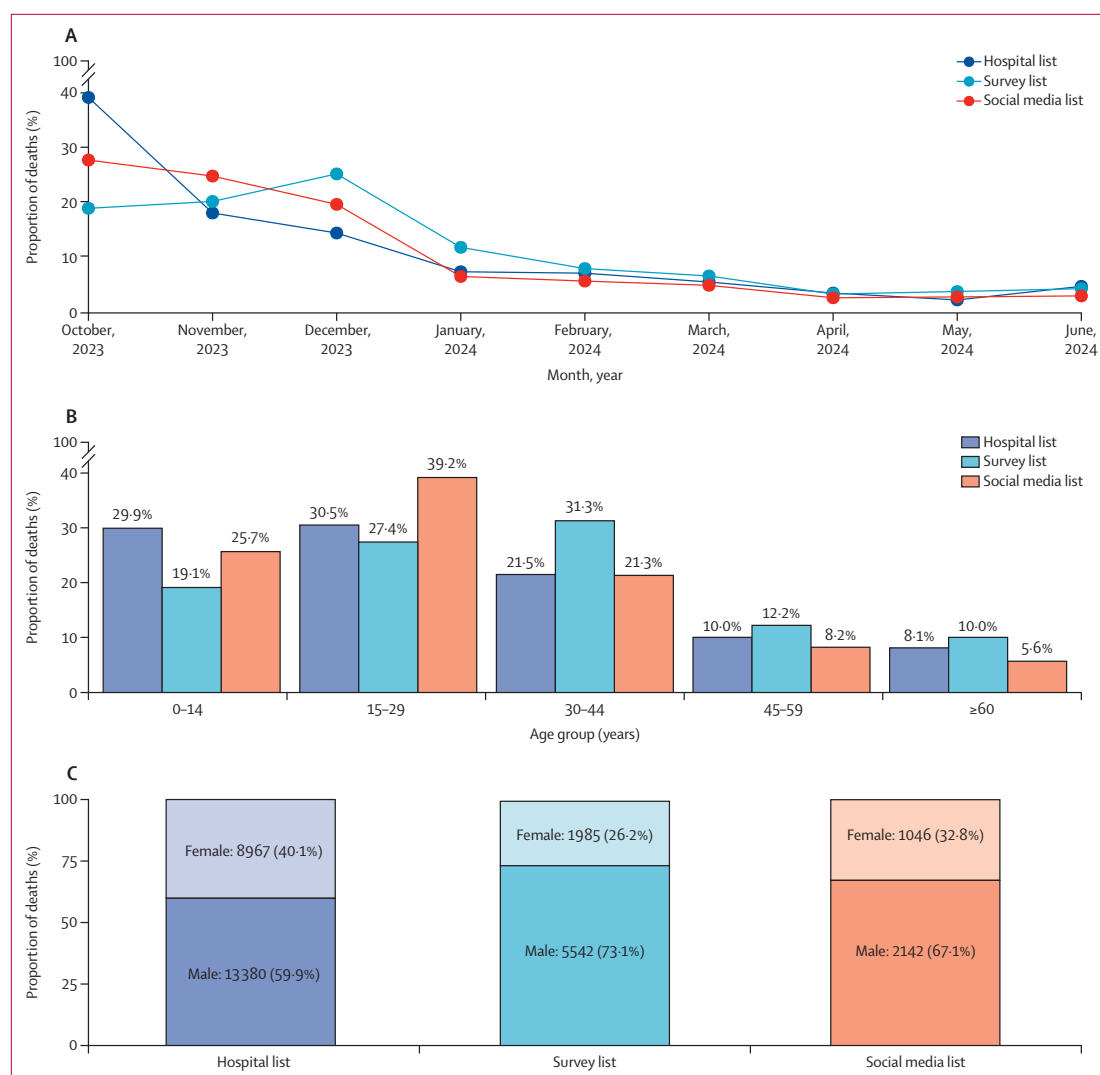 A
100
40
30
20
10
0
Proportion of deaths (%)
Hospital list
Survey list
Social media list
October,
2023
November,
2023
December,
2023
January,
2024
February,
2024
March,
2024
April,
2024
May,
2024
June,
2024
Month, year
B
100
40
30
20
10
0
Proportion of deaths (%)
Hospital list
Survey list
Social media list
29·9%
19·1%
25·7%
30·5%
27·4%
39·2%
21·5%
31·3%
21·3%
10·0%
12·2%
8·2%
8·1%
10·0%
5·6%
0–14
15–29
30–44
45–59
≥60
Age group (years)
C
100
75
50
25
0
Proportion of deaths (%)
Female: 8967 (40·1%)
Male: 13380 (59·9%)
Female: 1985 (26·2%)
Male: 5542 (73·1%)
Female: 1046 (32·8%)
Male: 2142 (67·1%)
Hospital list
Survey list
Social media list